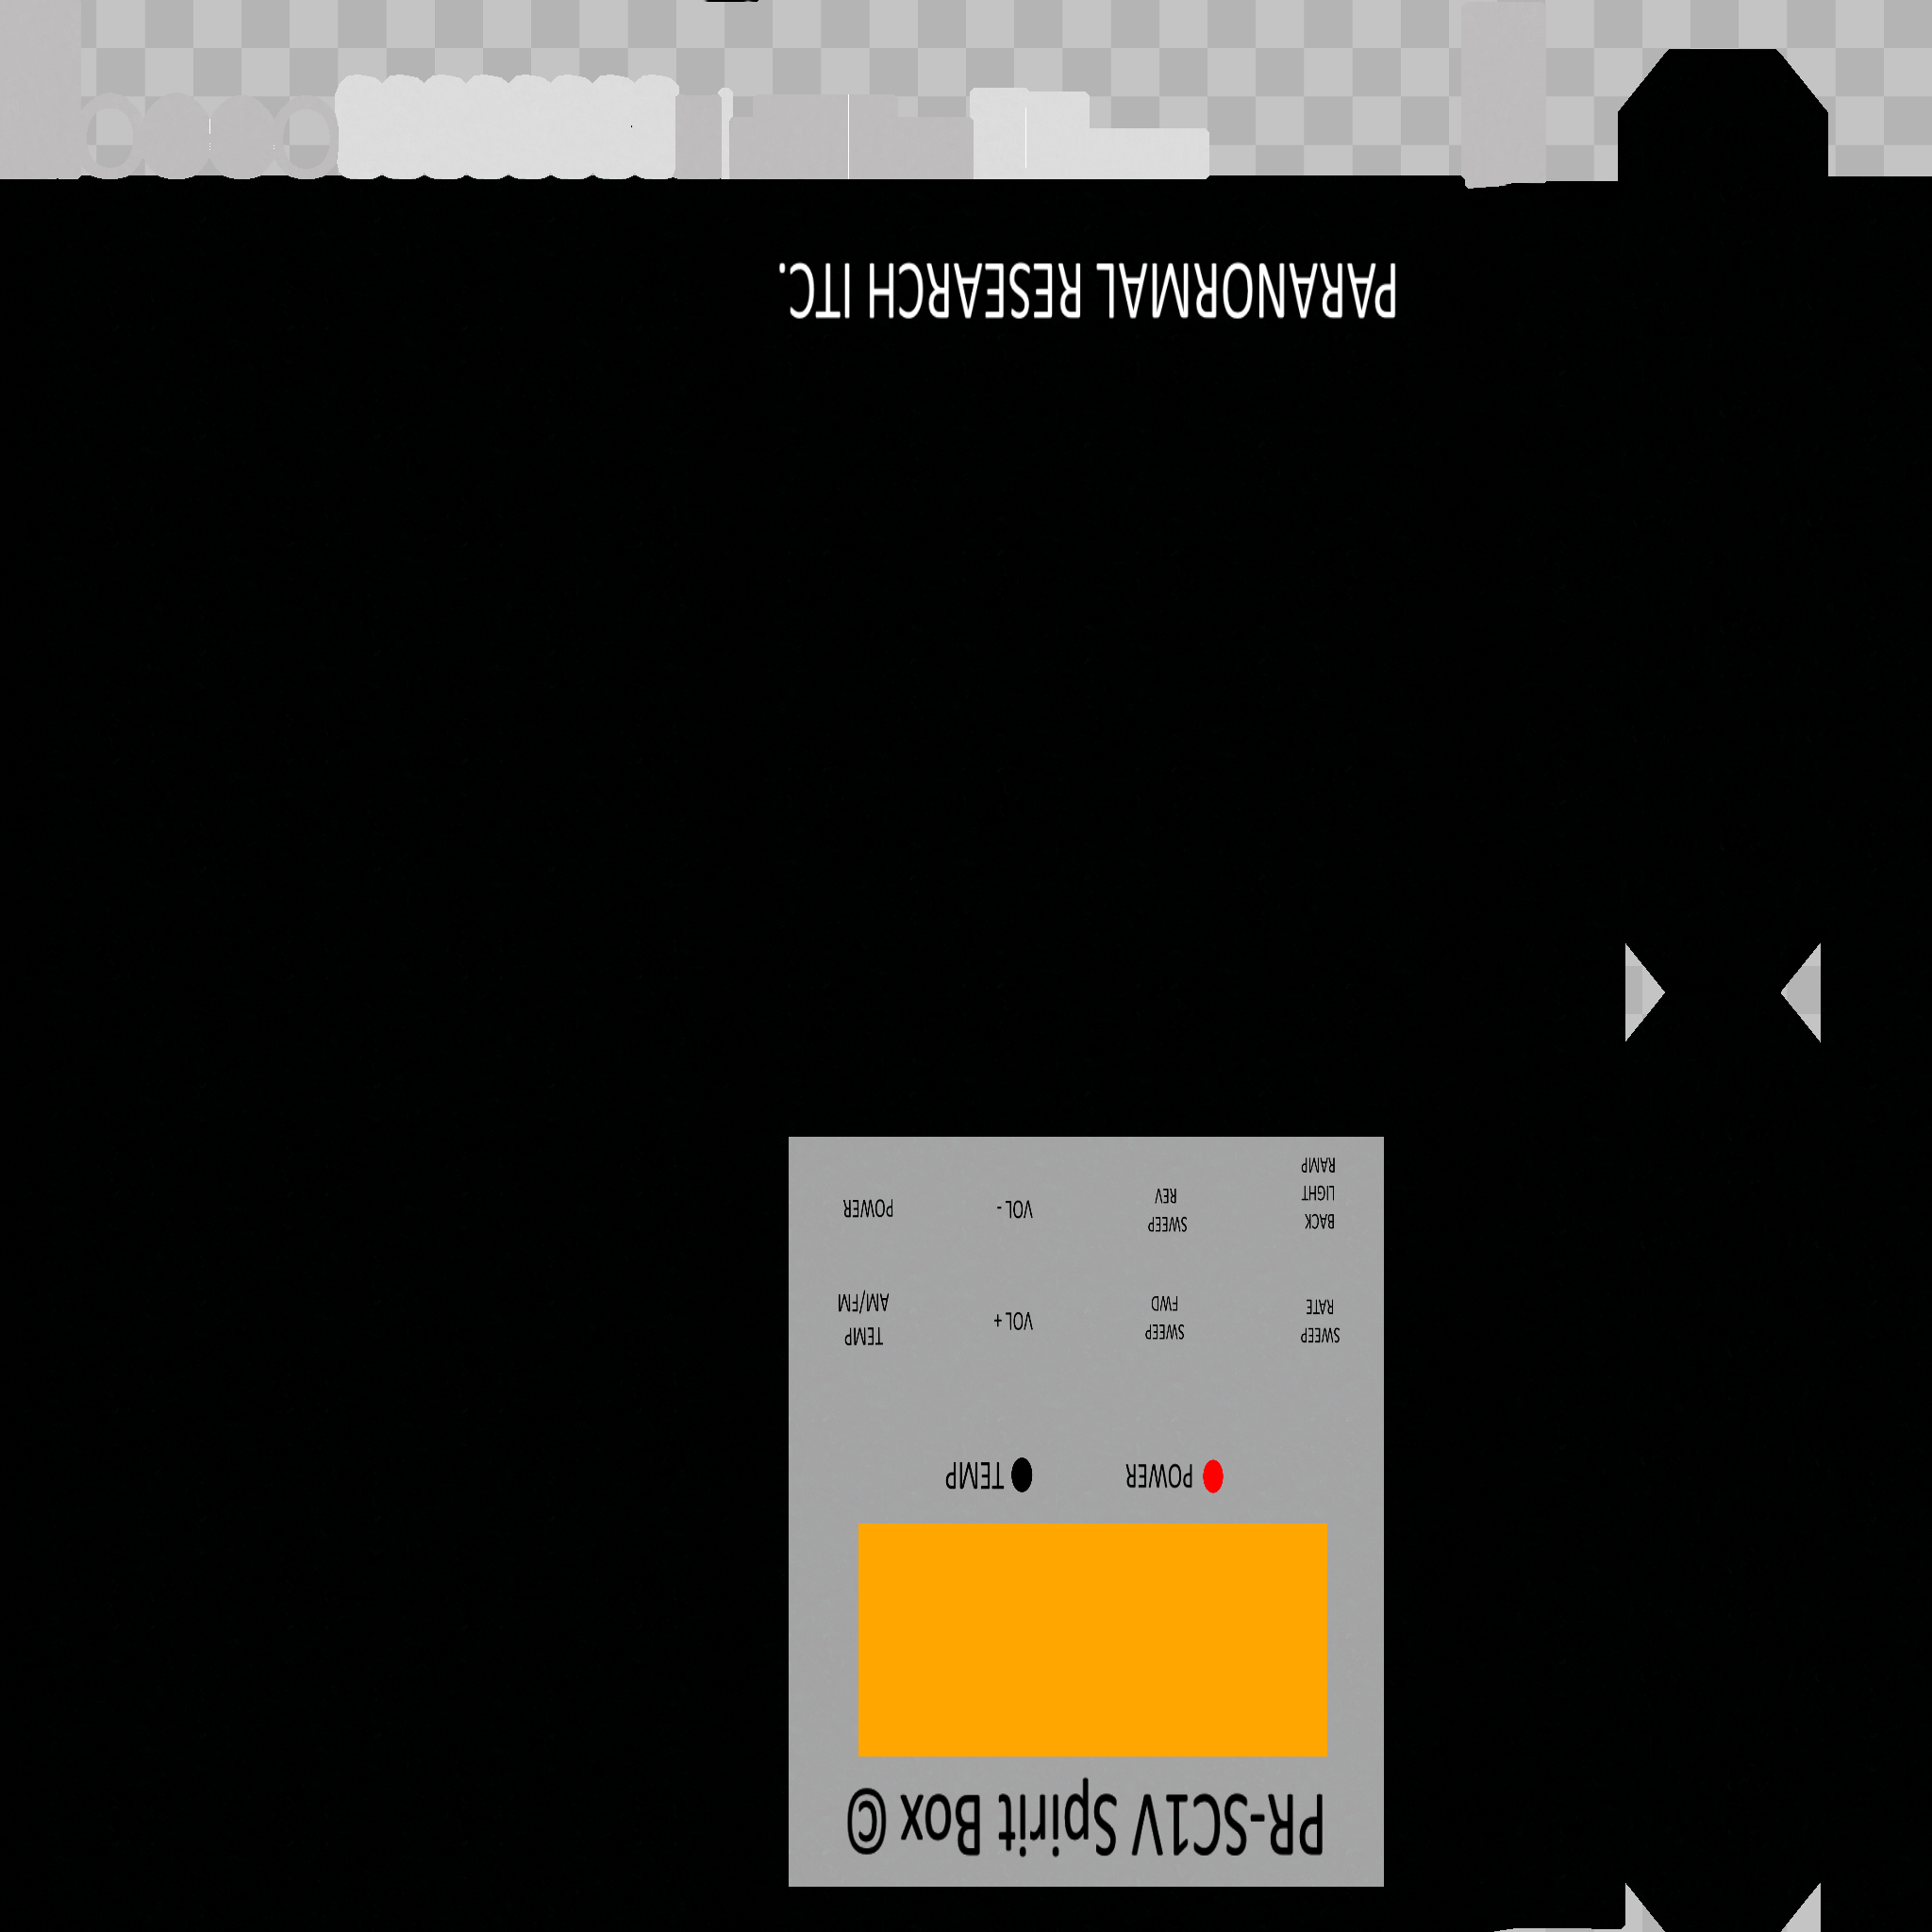 PR-SC1V Spirit Box ©
POWER
TEMP
SWEEP
RATE
SWEEP
FWD
VOL +
TEMP
AM/FM
BACK
LIGHT
RAMP
SWEEP
REV
VOL -
POWER
PARANORMAL RESEARCH ITC.